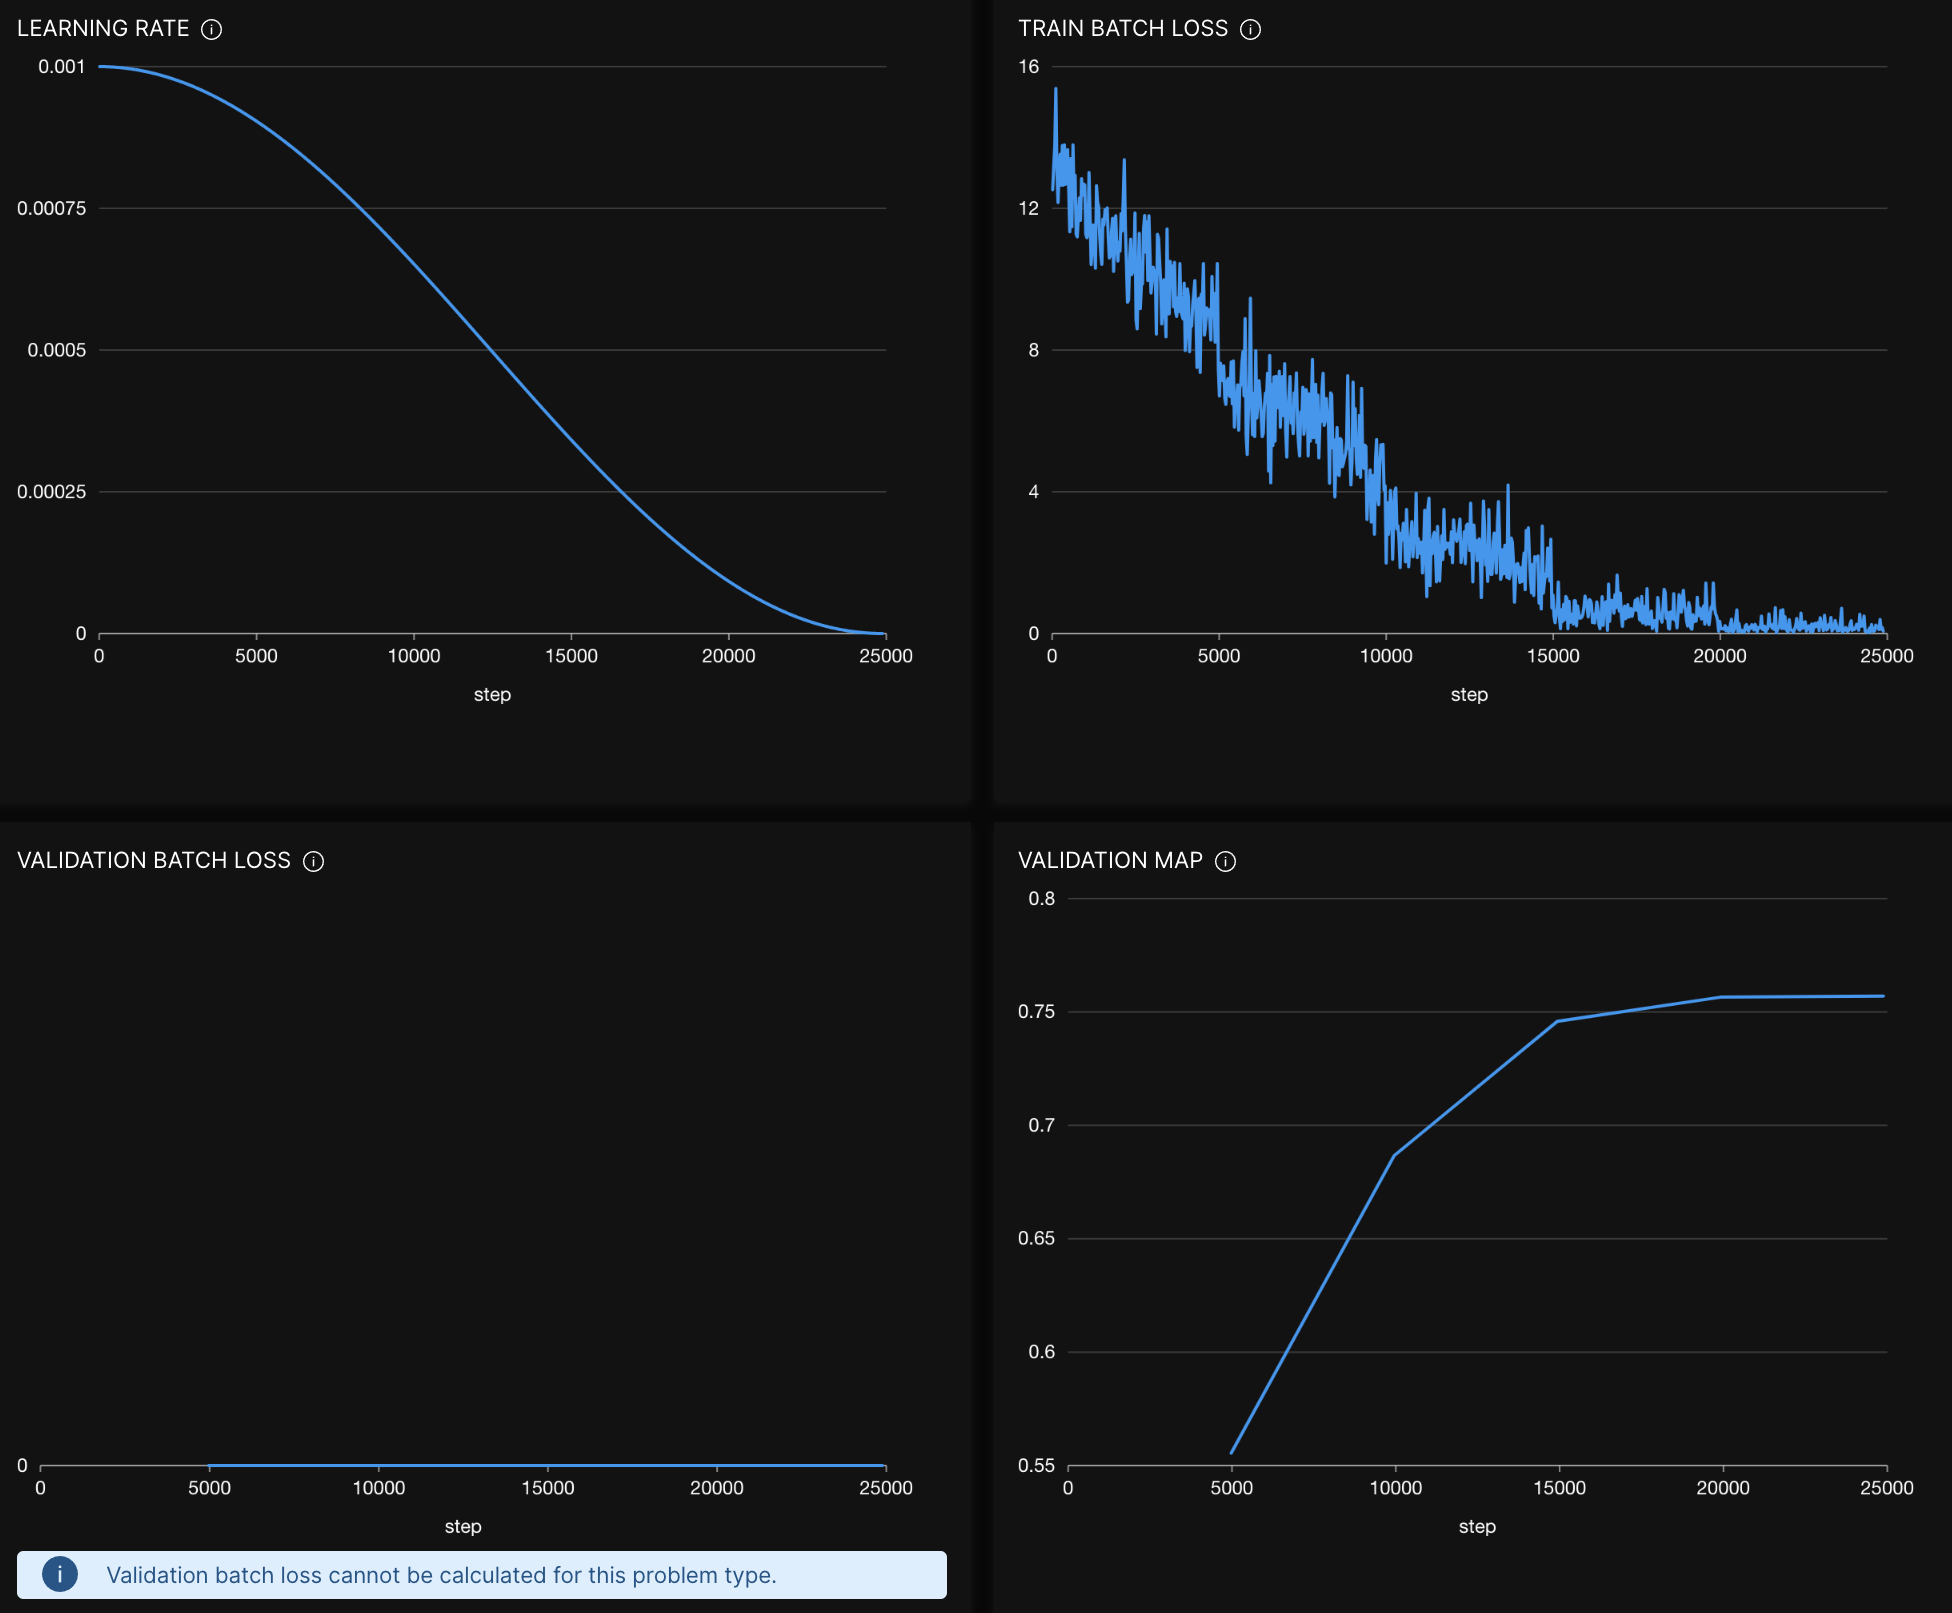 LEARNING RATE
0.001
0.00075
0.0005
0.00025
0
0 5000 10000 15000 20000 25000
step
TRAIN BATCH LOSS
16
12
8
4
0
0 5000 10000 15000 20000 25000
step
VALIDATION BATCH LOSS
0
0 5000 10000 15000 20000 25000
step
Validation batch loss cannot be calculated for this problem type.
VALIDATION MAP
0.8
0.75
0.7
0.65
0.6
0.55
0 5000 10000 15000 20000 25000
step